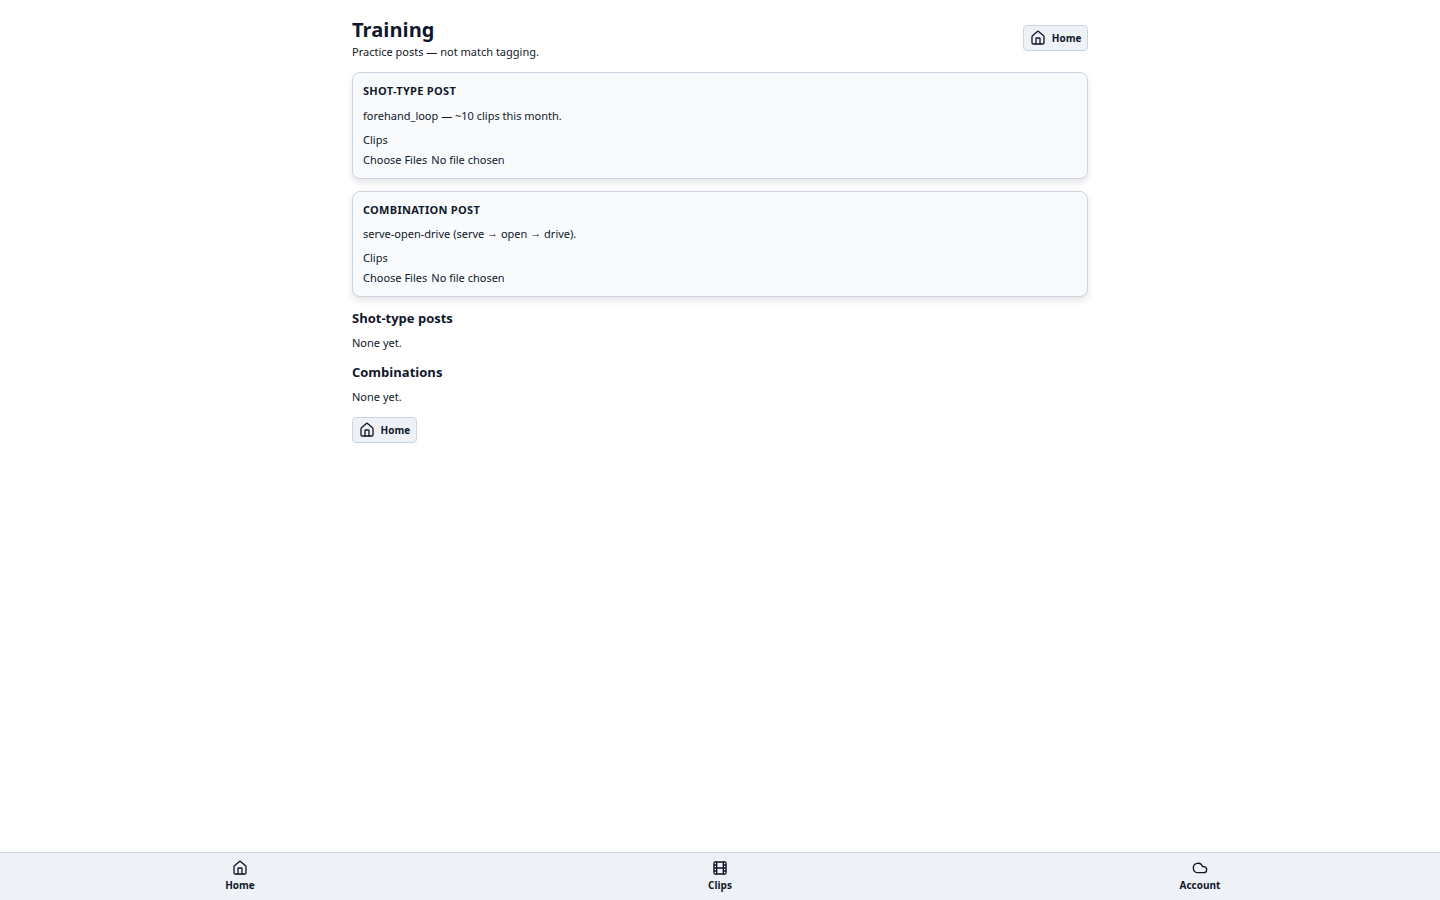 Training
Practice posts — not match tagging.
Home
SHOT-TYPE POST
forehand_loop — ~10 clips this month.
Clips
Choose Files No file chosen
COMBINATION POST
serve-open-drive (serve → open → drive).
Clips
Choose Files No file chosen
Shot-type posts
None yet.
Combinations
None yet.
Home
Home
Clips
Account